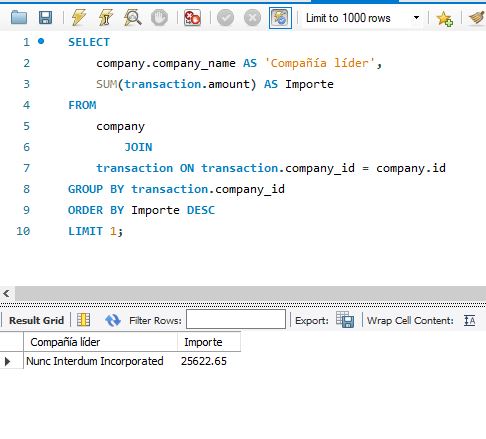 Limit to 1000 rows
1 SELECT
2 company.company_name AS 'Compañía líder',
3 SUM(transaction.amount) AS Importe
4 FROM
5 company
6 JOIN
7 transaction ON transaction.company_id = company.id
8 GROUP BY transaction.company_id
9 ORDER BY Importe DESC
10 LIMIT 1;
Result Grid Filter Rows: Export: Wrap Cell Content:
Compañía líder Importe
Nunc Interdum Incorporated 25622.65